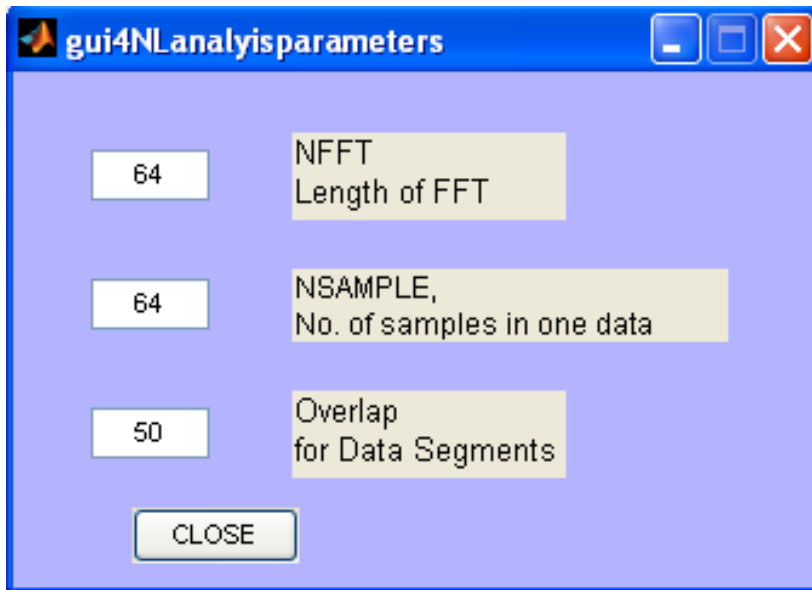 gui4NLanalyisparameters
64
NFFT
Length of FFT
64
NSAMPLE,
No. of samples in one data
50
Overlap
for Data Segments
CLOSE